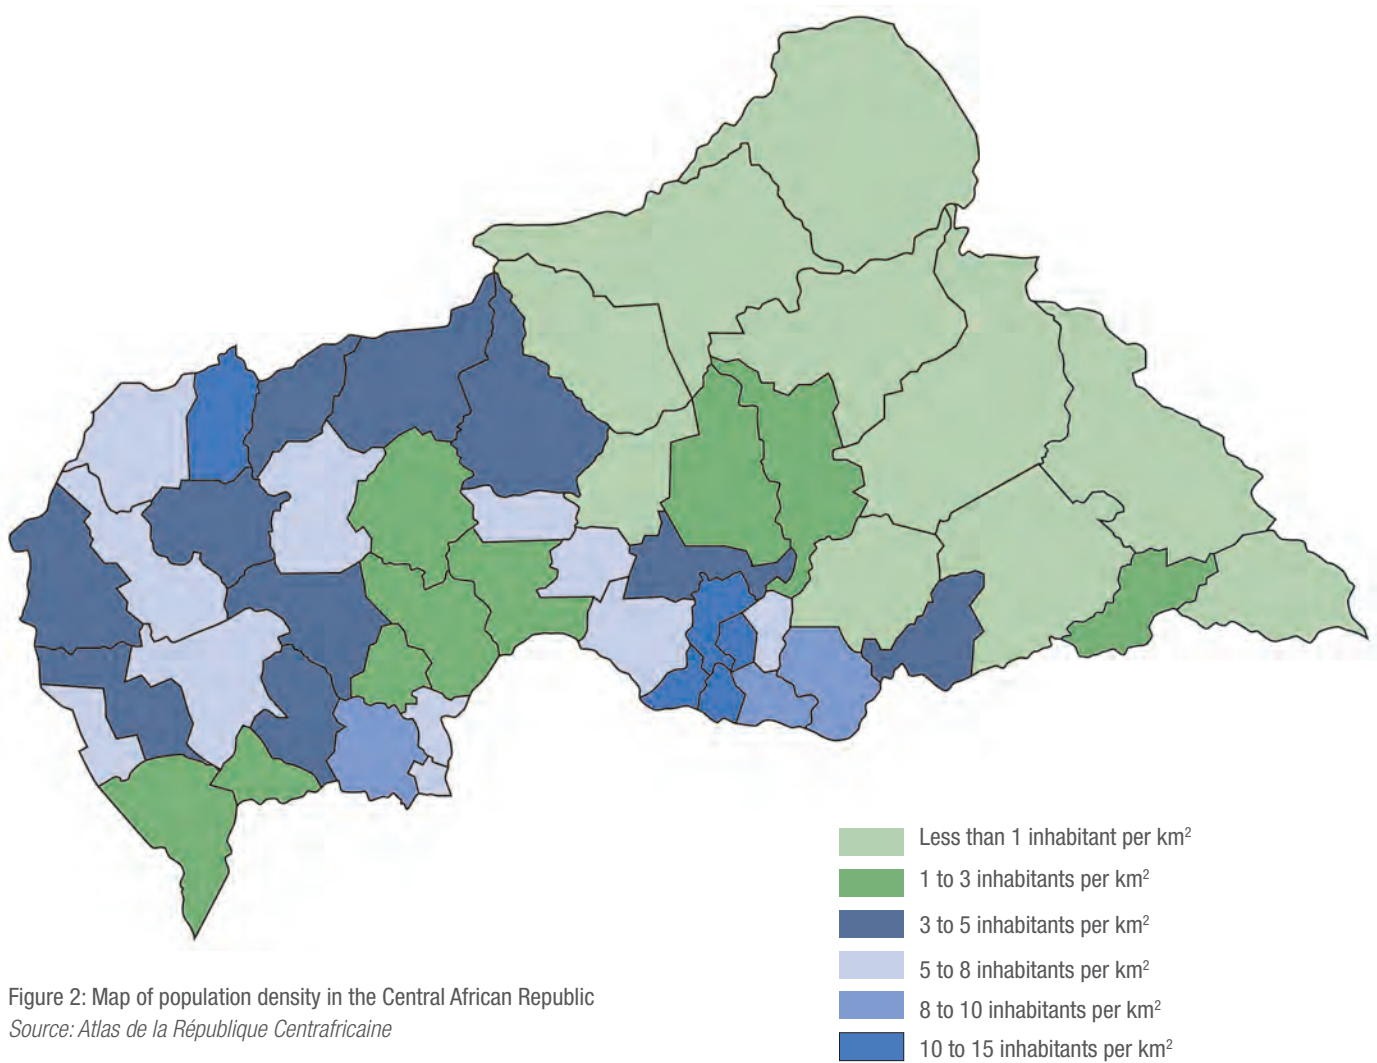 Less than 1 inhabitant per km²
1 to 3 inhabitants per km²
3 to 5 inhabitants per km²
5 to 8 inhabitants per km²
8 to 10 inhabitants per km²
10 to 15 inhabitants per km²
Figure 2: Map of population density in the Central African Republic
Source: Atlas de la République Centrafricaine